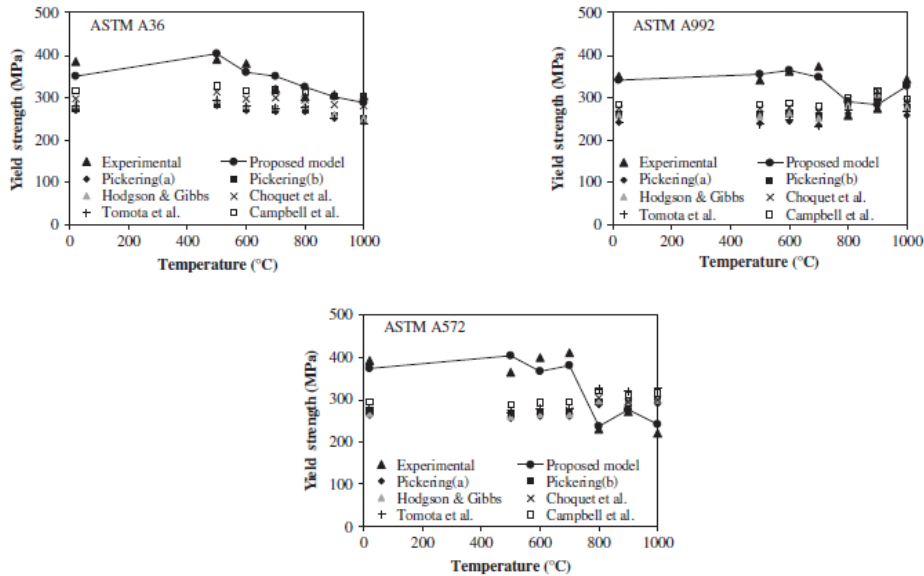 ASTM A36
Yield strength (MPa)
500
400
300
200
100
0
Experimental Proposed model
Pickering(a) Pickering(b)
Hodgson & Gibbs Choquet et al.
Tomota et al. Campbell et al.
0 200 400 600 800 1000
Temperature (°C)
ASTM A992
Yield strength (MPa)
500
400
300
200
100
0
Experimental Proposed model
Pickering(a) Pickering(b)
Hodgson & Gibbs Choquet et al.
Tomota et al. Campbell et al.
0 200 400 600 800 1000
Temperature (°C)
ASTM A572
Yield strength (MPa)
500
400
300
200
100
0
Experimental Proposed model
Pickering(a) Pickering(b)
Hodgson & Gibbs Choquet et al.
Tomota et al. Campbell et al.
0 200 400 600 800 1000
Temperature (°C)